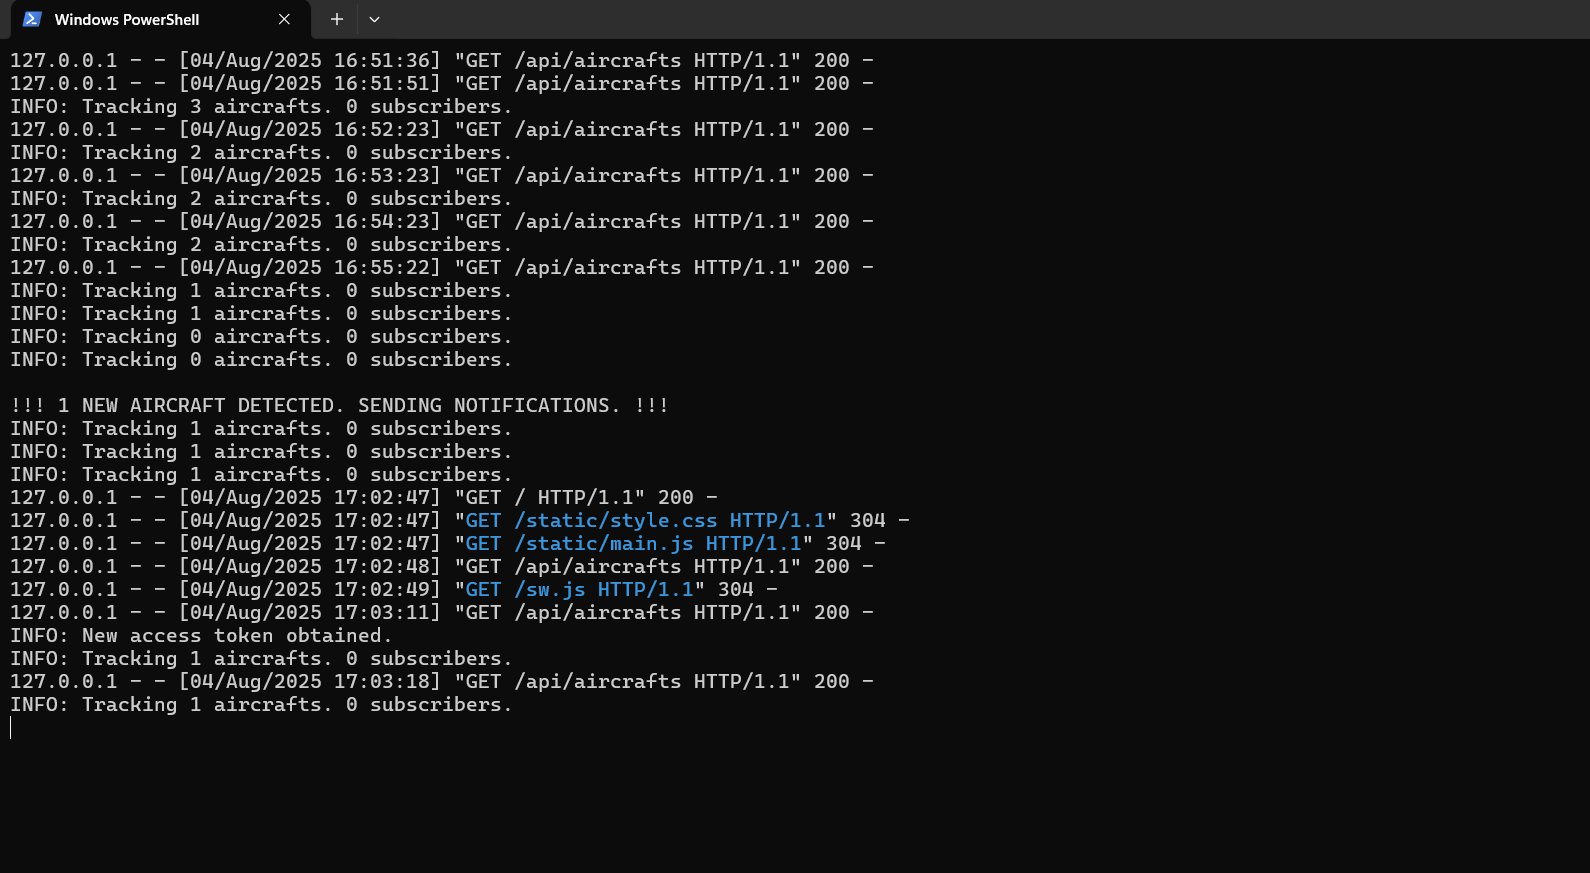 Windows PowerShell
127.0.0.1 - - [04/Aug/2025 16:51:36] "GET /api/aircrafts HTTP/1.1" 200 -
127.0.0.1 - - [04/Aug/2025 16:51:51] "GET /api/aircrafts HTTP/1.1" 200 -
INFO: Tracking 3 aircrafts. 0 subscribers.
127.0.0.1 - - [04/Aug/2025 16:52:23] "GET /api/aircrafts HTTP/1.1" 200 -
INFO: Tracking 2 aircrafts. 0 subscribers.
127.0.0.1 - - [04/Aug/2025 16:53:23] "GET /api/aircrafts HTTP/1.1" 200 -
INFO: Tracking 2 aircrafts. 0 subscribers.
127.0.0.1 - - [04/Aug/2025 16:54:23] "GET /api/aircrafts HTTP/1.1" 200 -
INFO: Tracking 2 aircrafts. 0 subscribers.
127.0.0.1 - - [04/Aug/2025 16:55:22] "GET /api/aircrafts HTTP/1.1" 200 -
INFO: Tracking 1 aircrafts. 0 subscribers.
INFO: Tracking 1 aircrafts. 0 subscribers.
INFO: Tracking 0 aircrafts. 0 subscribers.
INFO: Tracking 0 aircrafts. 0 subscribers.
!!! 1 NEW AIRCRAFT DETECTED. SENDING NOTIFICATIONS. !!!
INFO: Tracking 1 aircrafts. 0 subscribers.
INFO: Tracking 1 aircrafts. 0 subscribers.
INFO: Tracking 1 aircrafts. 0 subscribers.
127.0.0.1 - - [04/Aug/2025 17:02:47] "GET / HTTP/1.1" 200 -
127.0.0.1 - - [04/Aug/2025 17:02:47] "GET /static/style.css HTTP/1.1" 304 -
127.0.0.1 - - [04/Aug/2025 17:02:47] "GET /static/main.js HTTP/1.1" 304 -
127.0.0.1 - - [04/Aug/2025 17:02:48] "GET /api/aircrafts HTTP/1.1" 200 -
127.0.0.1 - - [04/Aug/2025 17:02:49] "GET /sw.js HTTP/1.1" 304 -
127.0.0.1 - - [04/Aug/2025 17:03:11] "GET /api/aircrafts HTTP/1.1" 200 -
INFO: New access token obtained.
INFO: Tracking 1 aircrafts. 0 subscribers.
127.0.0.1 - - [04/Aug/2025 17:03:18] "GET /api/aircrafts HTTP/1.1" 200 -
INFO: Tracking 1 aircrafts. 0 subscribers.